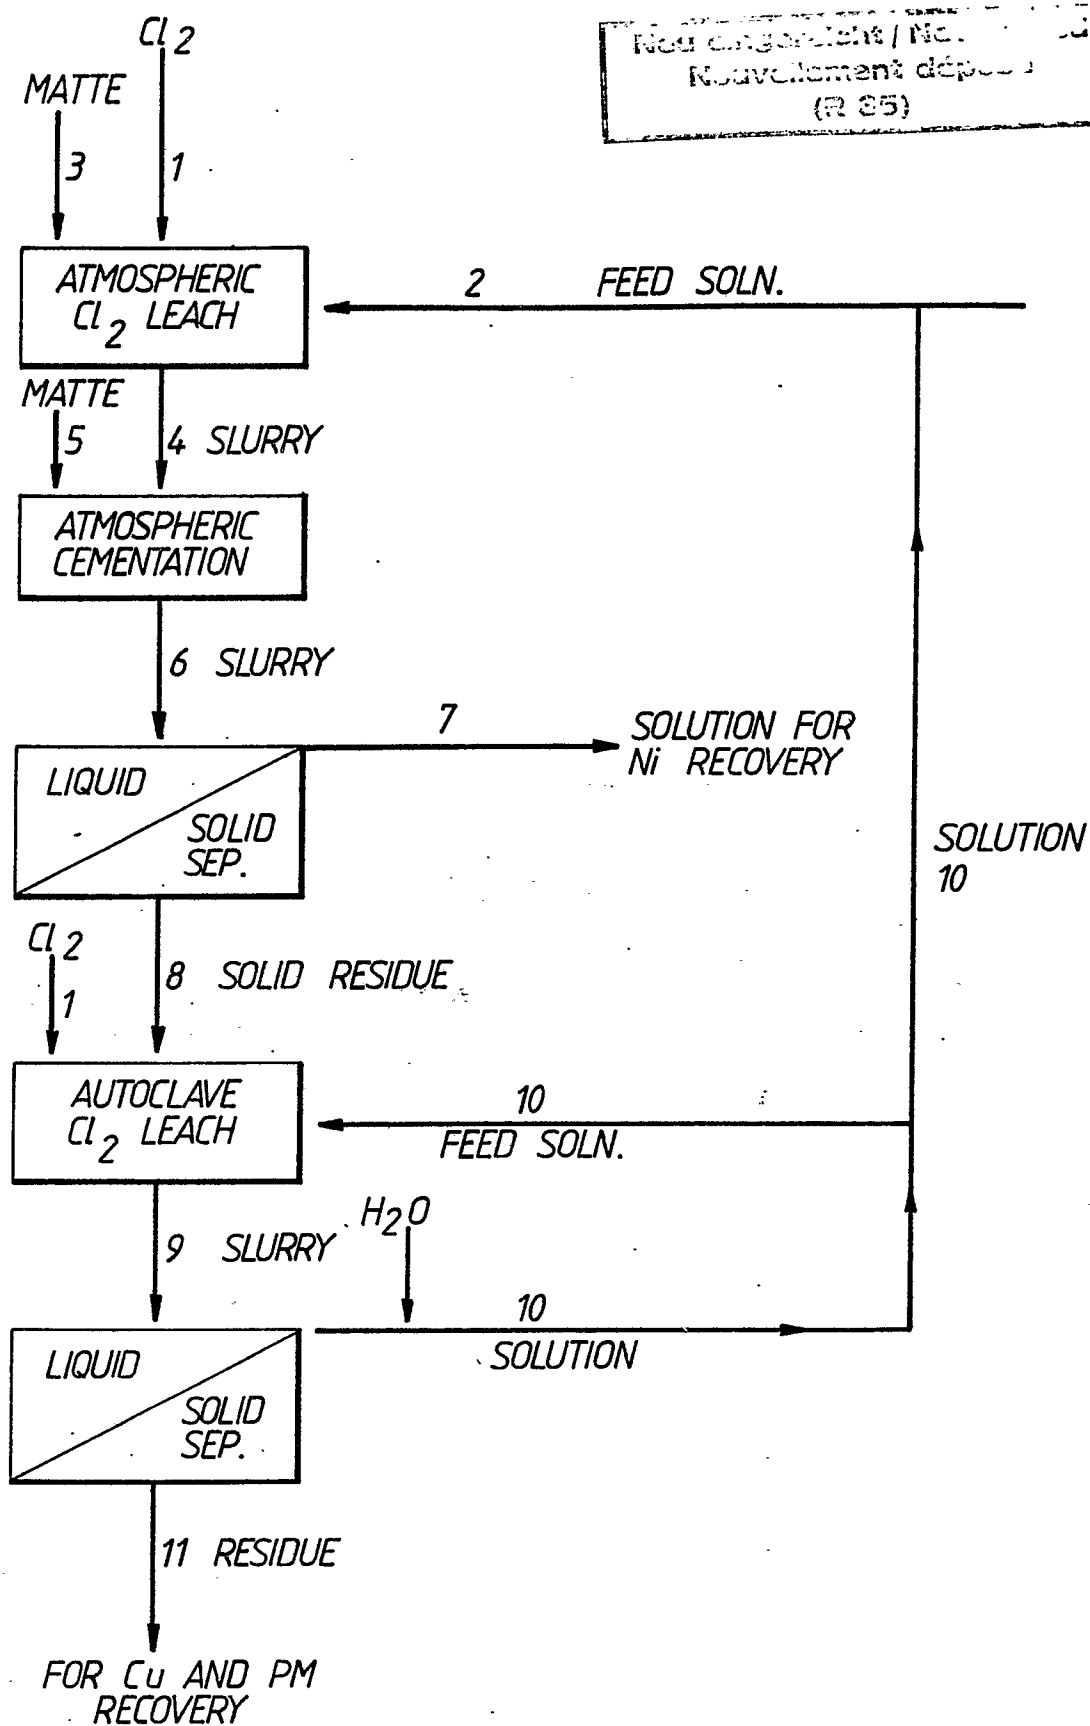 Cl2
MATTE
3
1
Nouvellement
(R 35)
ATMOSPHERIC
Cl2 LEACH
2 FEED SOLN.
MATTE
5
4 SLURRY
ATMOSPHERIC
CEMENTATION
6 SLURRY
7
SOLUTION FOR
Ni RECOVERY
LIQUID
SOLID
SEP.
SOLUTION
10
Cl2
1
8 SOLID RESIDUE
AUTOCLAVE
Cl2 LEACH
10
FEED SOLN.
9 SLURRY
H2O
10
SOLUTION
LIQUID
SOLID
SEP.
11 RESIDUE
FOR Cu AND PM
RECOVERY